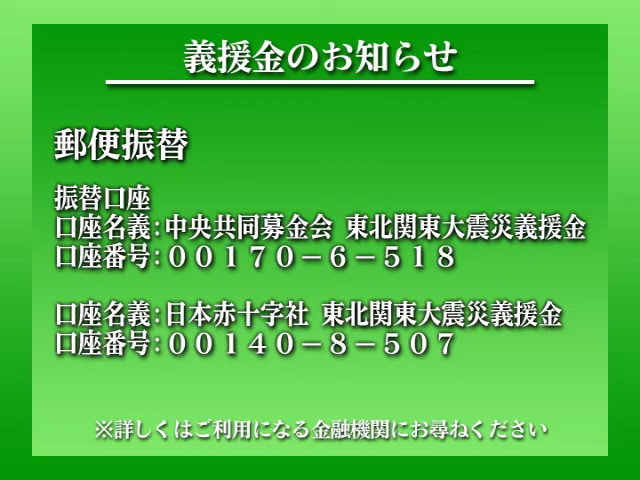 義援金のお知らせ
郵便振替
振替口座
口座名義:中央共同募金会 東北関東大震災義援金
口座番号:００１７０－６－５１８
口座名義:日本赤十字社 東北関東大震災義援金
口座番号:００１４０－８－５０７
※詳しくはご利用になる金融機関にお尋ねください